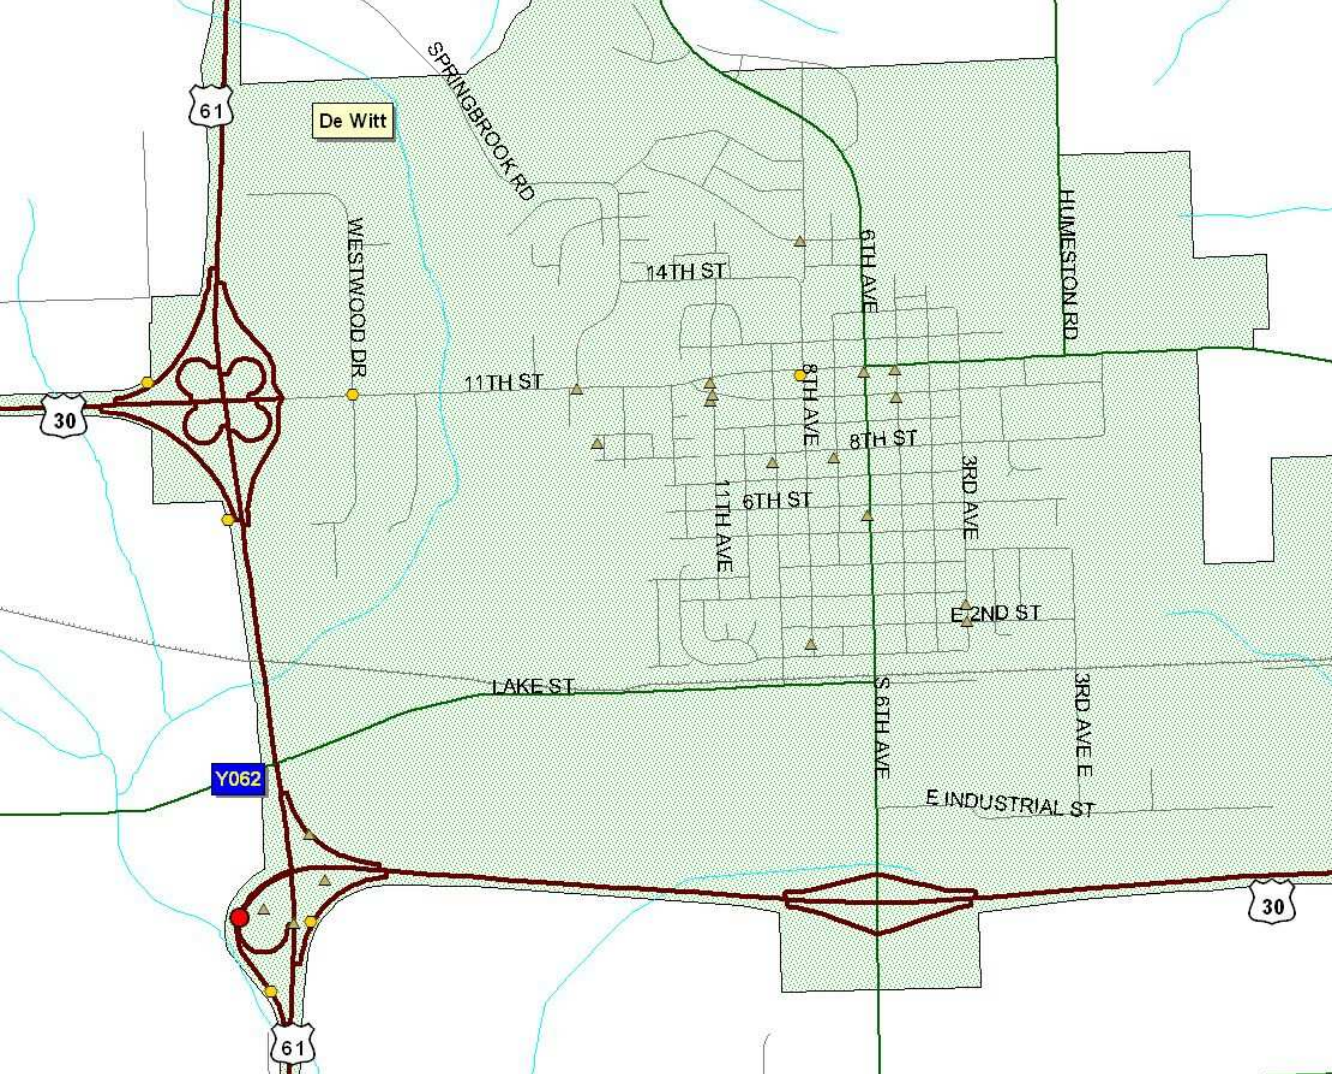 SPRINGBROOK RD
61
De Witt
HUMESTON RD
WESTWOOD DR
6TH AVE
14TH ST
11TH ST
8TH AVE
30
8TH ST
3RD AVE
6TH ST
11TH AVE
E 2ND ST
LAKE ST
S 6TH AVE
3RD AVE E
Y062
E INDUSTRIAL ST
30
61